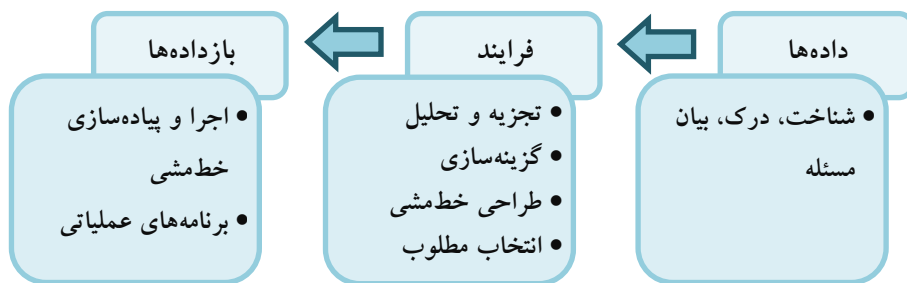 داده‌ها
• شناخت، درک، بیان
مسئله
فرایند
• تجزیه و تحلیل
• گزینه‌سازی
• طراحی خط‌مشی
• انتخاب مطلوب
بازداده‌ها
• اجرا و پیاده‌سازی
خط‌مشی
• برنامه‌های عملیاتی